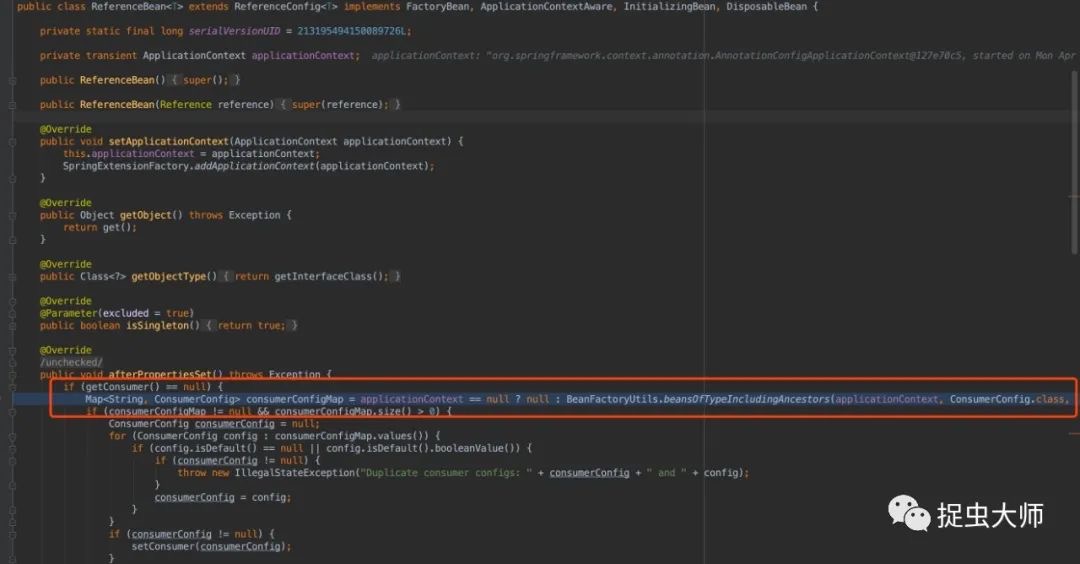 public class ReferenceBean<T> extends ReferenceConfig<T> implements FactoryBean, ApplicationContextAware, InitializingBean, DisposableBean {
private static final long serialVersionUID = 213195494150089726L;
private transient ApplicationContext applicationContext; applicationContext: "org.springframework.context.annotation.AnnotationConfigApplicationContext@127e70c5, started on Mon Apr
public ReferenceBean() { super(); }
public ReferenceBean(Reference reference) { super(reference); }
@Override
public void setApplicationContext(ApplicationContext applicationContext) {
this.applicationContext = applicationContext;
SpringExtensionFactory.addApplicationContext(applicationContext);
}
@Override
public Object getObject() throws Exception {
return get();
}
@Override
public Class<?> getObjectType() { return getInterfaceClass(); }
@Override
@Parameter(excluded = true)
public boolean isSingleton() { return true; }
@Override
/unchecked/
public void afterPropertiesSet() throws Exception {
if (getConsumer() == null) {
Map<String, ConsumerConfig> consumerConfigMap = applicationContext == null ? null : BeanFactoryUtils.beansOfTypeIncludingAncestors(applicationContext, ConsumerConfig.class,
if (consumerConfigMap != null && consumerConfigMap.size() > 0) {
ConsumerConfig consumerConfig = null;
for (ConsumerConfig config : consumerConfigMap.values()) {
if (config.isDefault() == null || config.isDefault().booleanValue()) {
if (consumerConfig != null) {
throw new IllegalStateException("Duplicate consumer configs: " + consumerConfig + " and " + config);
}
consumerConfig = config;
}
}
if (consumerConfig != null) {
setConsumer(consumerConfig);
}
捉虫大师